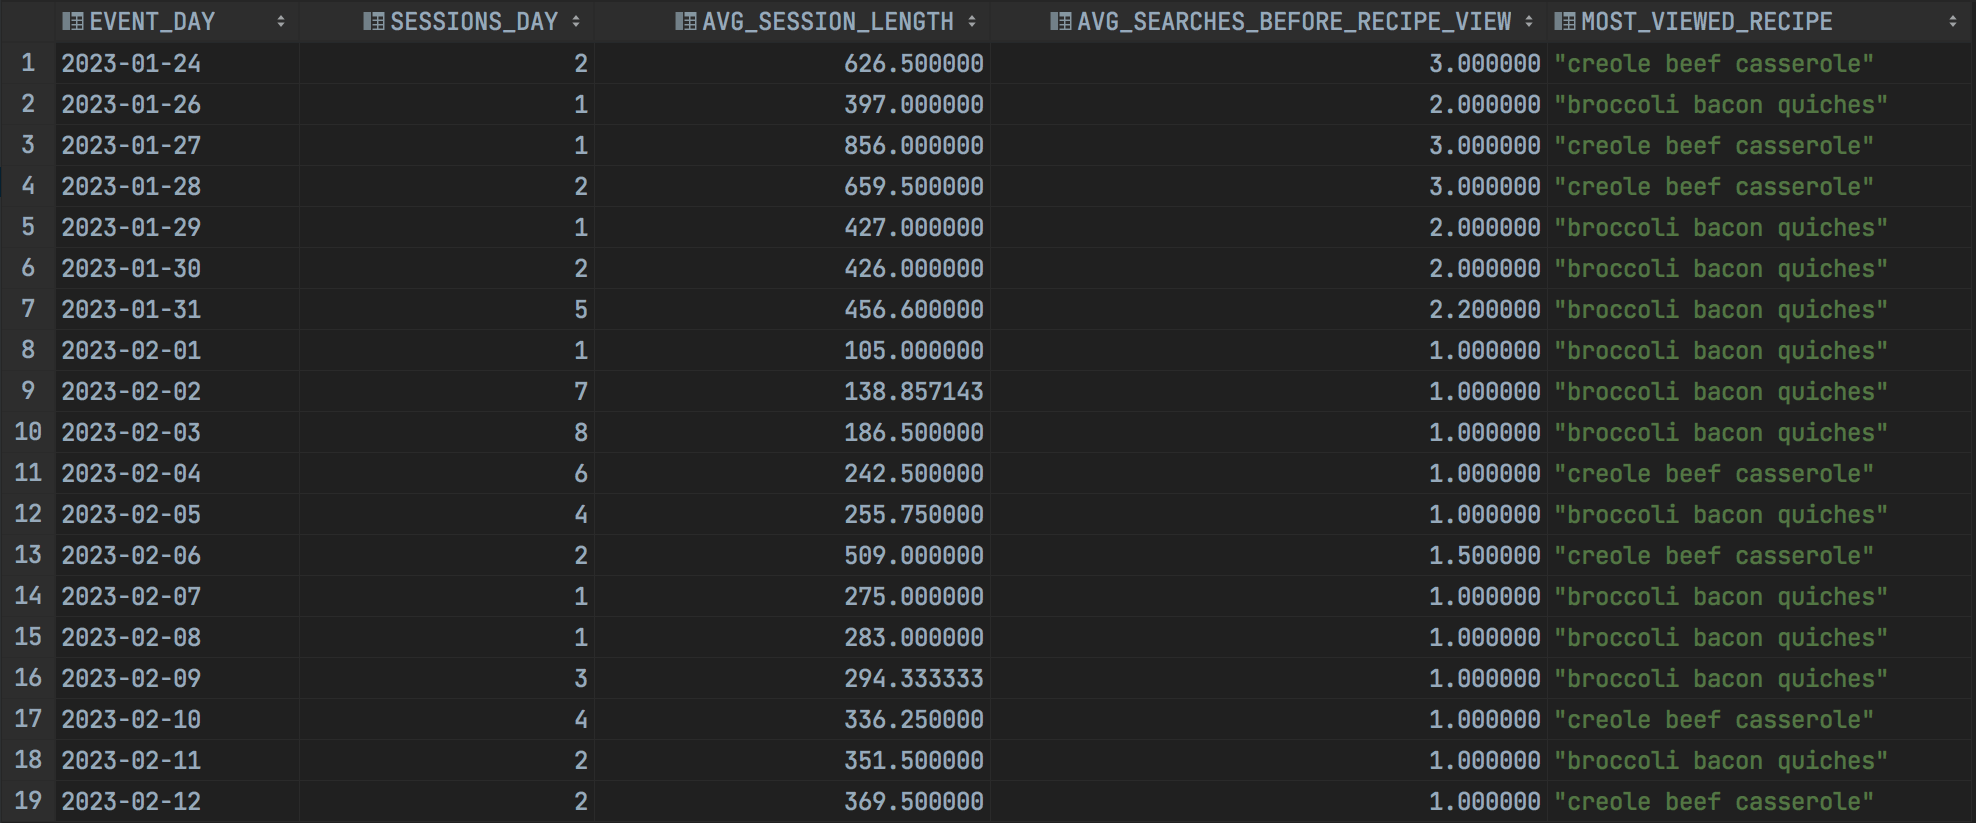 EVENT_DAY SESSIONS_DAY AVG_SESSION_LENGTH AVG_SEARCHES_BEFORE_RECIPE_VIEW MOST_VIEWED_RECIPE
1 2023-01-24 2 626.500000 3.000000 "creole beef casserole"
2 2023-01-26 1 397.000000 2.000000 "broccoli bacon quiches"
3 2023-01-27 1 856.000000 3.000000 "creole beef casserole"
4 2023-01-28 2 659.500000 3.000000 "creole beef casserole"
5 2023-01-29 1 427.000000 2.000000 "broccoli bacon quiches"
6 2023-01-30 2 426.000000 2.000000 "broccoli bacon quiches"
7 2023-01-31 5 456.600000 2.200000 "broccoli bacon quiches"
8 2023-02-01 1 105.000000 1.000000 "broccoli bacon quiches"
9 2023-02-02 7 138.857143 1.000000 "broccoli bacon quiches"
10 2023-02-03 8 186.500000 1.000000 "broccoli bacon quiches"
11 2023-02-04 6 242.500000 1.000000 "creole beef casserole"
12 2023-02-05 4 255.750000 1.000000 "broccoli bacon quiches"
13 2023-02-06 2 509.000000 1.500000 "creole beef casserole"
14 2023-02-07 1 275.000000 1.000000 "broccoli bacon quiches"
15 2023-02-08 1 283.000000 1.000000 "broccoli bacon quiches"
16 2023-02-09 3 294.333333 1.000000 "broccoli bacon quiches"
17 2023-02-10 4 336.250000 1.000000 "creole beef casserole"
18 2023-02-11 2 351.500000 1.000000 "broccoli bacon quiches"
19 2023-02-12 2 369.500000 1.000000 "creole beef casserole"